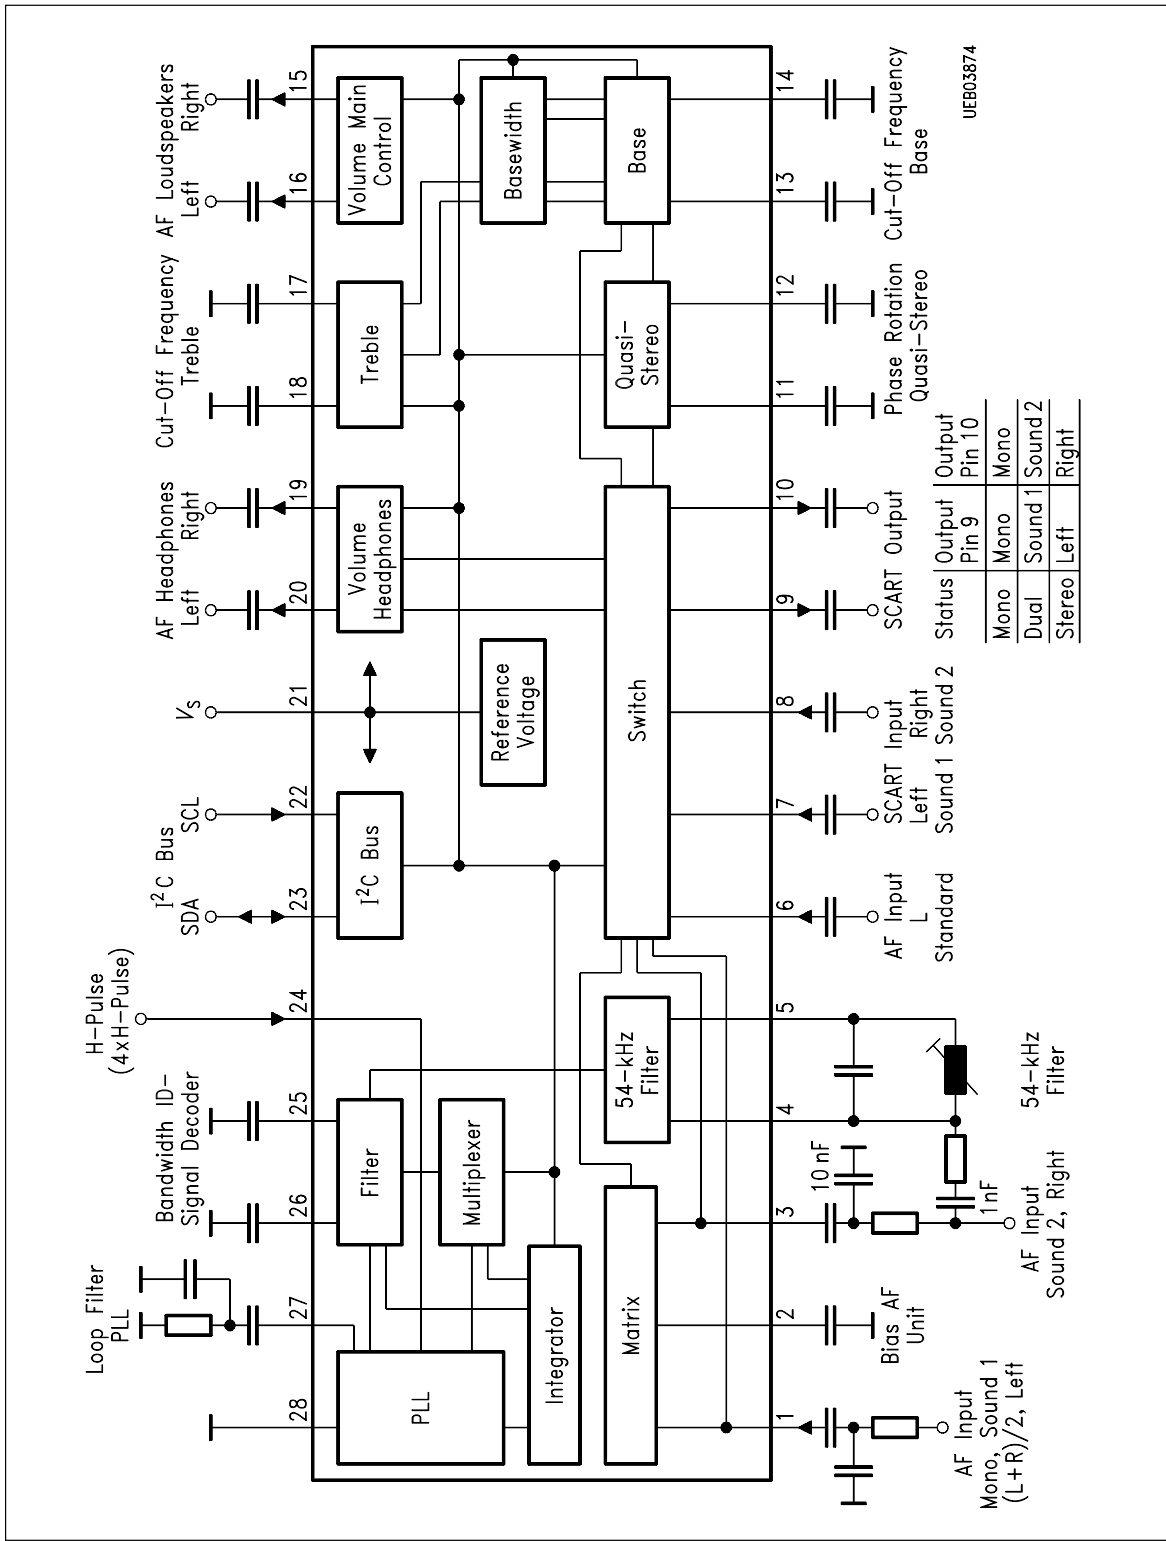 Loop Filter
PLL
Bandwidth ID-
Signal Decoder
H-Pulse
(4xH-Pulse)
I²C Bus
SDA
SCL
VS
AF Headphones
Left
Right
Cut-Off Frequency
Treble
AF Loudspeakers
Left
Right
28
27
26
25
24
23
22
21
20
19
18
17
16
15
PLL
Filter
Multiplexer
Integrator
Matrix
54-kHz
Filter
I²C Bus
Reference
Voltage
Switch
Volume
Headphones
Treble
Quasi-
Stereo
Volume Main
Control
Basewidth
Base
1
2
3
4
5
6
7
8
9
10
11
12
13
14
AF Input
Mono, Sound 1
(L+R)/2, Left
Bias AF
Unit
10 nF
1nF
AF Input
Sound 2, Right
54-kHz
Filter
AF Input
L
Standard
SCART Input
Left
Right
Sound 1
Sound 2
SCART Output
Status
Output
Pin 9
Output
Pin 10
Mono
Mono
Mono
Dual
Sound 1
Sound 2
Stereo
Left
Right
Phase Rotation
Quasi-Stereo
Cut-Off Frequency
Base
UEB03874